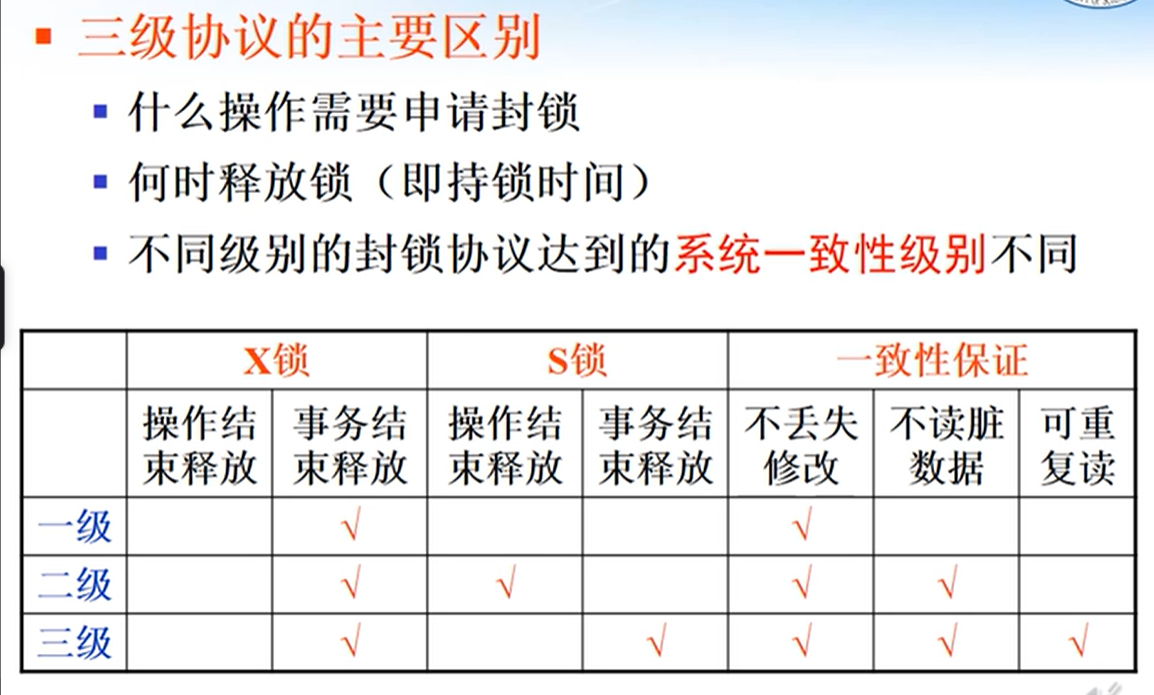 三级协议的主要区别
什么操作需要申请封锁
何时释放锁（即持锁时间）
不同级别的封锁协议达到的系统一致性级别不同
X锁 S锁 一致性保证
操作结束释放 事务结束释放 操作结束释放 事务结束释放 不丢失修改 不读脏数据 可重复读
一级 √ √
二级 √ √ √ √
三级 √ √ √ √ √